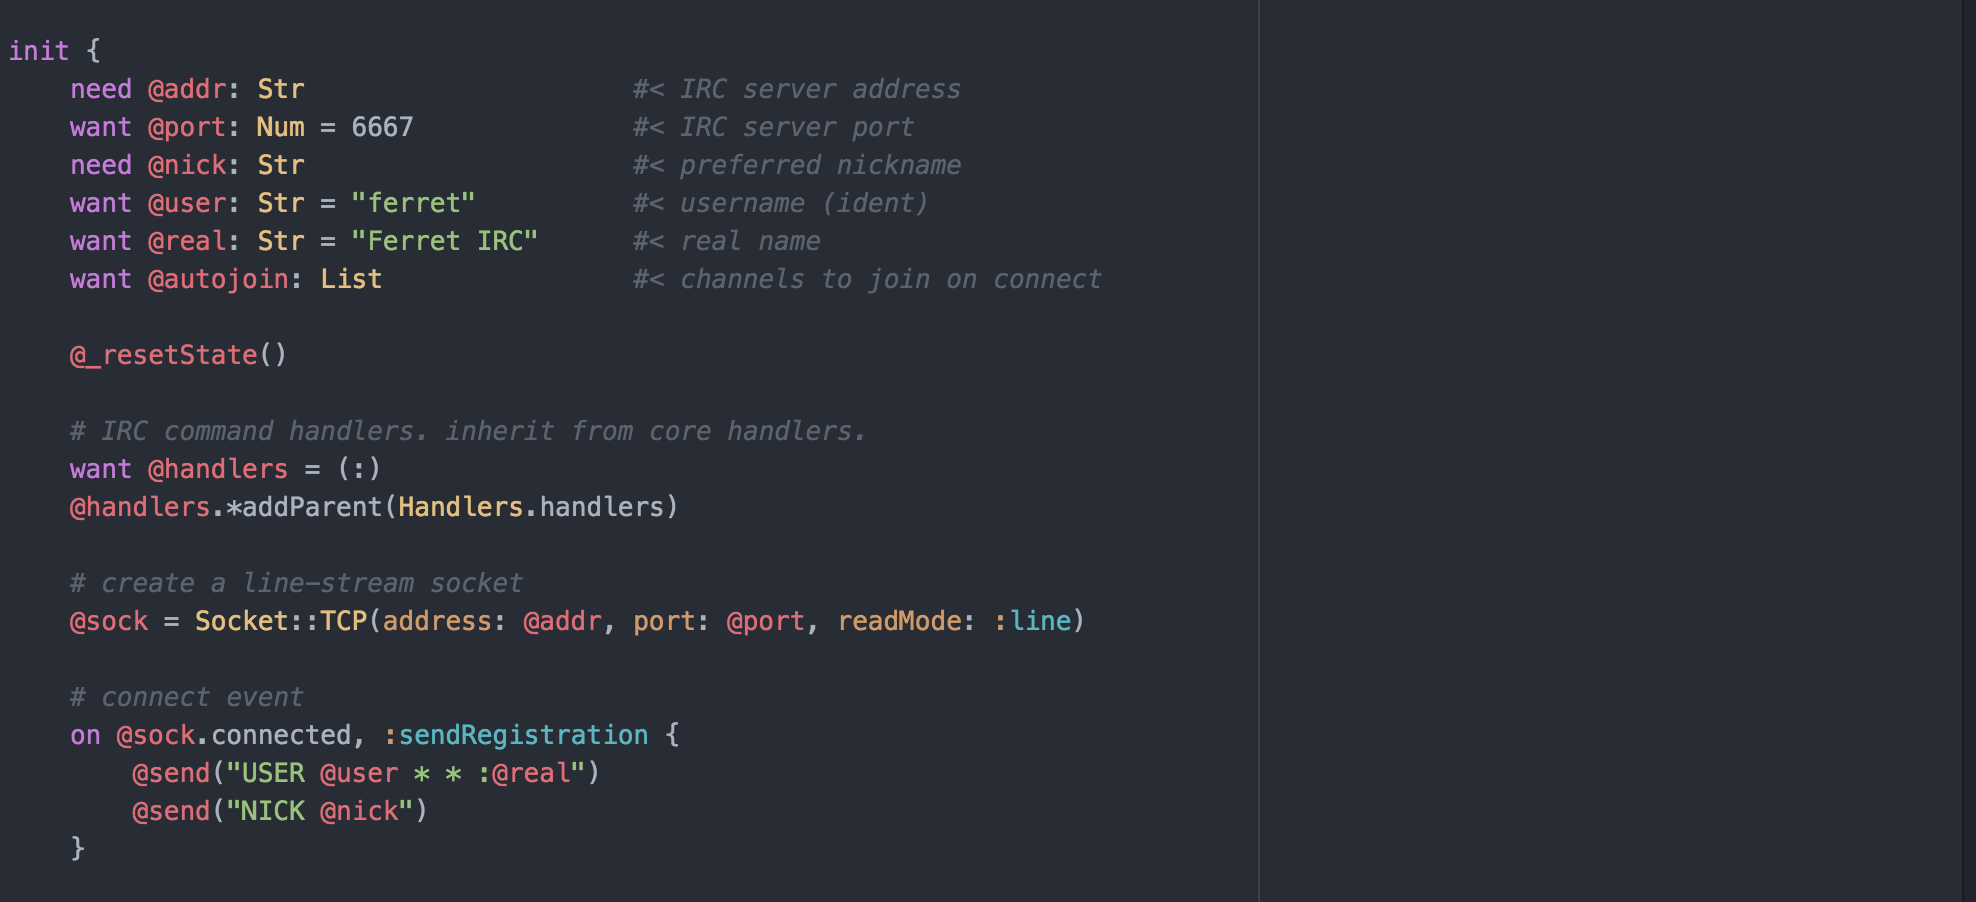 init {
    need @addr: Str                     #< IRC server address
    want @port: Num = 6667              #< IRC server port
    need @nick: Str                     #< preferred nickname
    want @user: Str = "ferret"          #< username (ident)
    want @real: Str = "Ferret IRC"      #< real name
    want @autojoin: List                #< channels to join on connect

    @_resetState()

    # IRC command handlers. inherit from core handlers.
    want @handlers = (:)
    @handlers.*addParent(Handlers.handlers)

    # create a line-stream socket
    @sock = Socket::TCP(address: @addr, port: @port, readMode: :line)

    # connect event
    on @sock.connected, :sendRegistration {
        @send("USER @user * * :@real")
        @send("NICK @nick")
    }